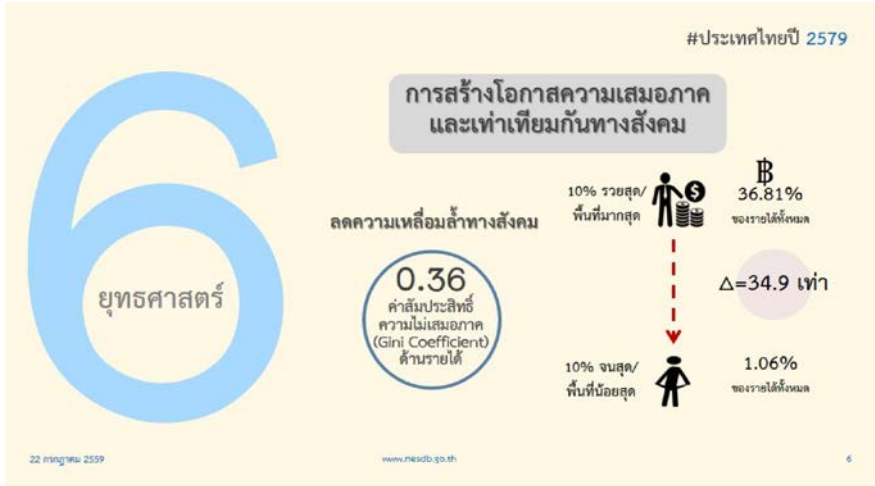 #ประเทศไทยปี 2579
การสร้างโอกาสความเสมอภาค
และเท่าเทียมกันทางสังคม
6
ยุทธศาสตร์
ลดความเหลื่อมล้ำทางสังคม
0.36
ค่าสัมประสิทธิ์
ความไม่เสมอภาค
(Gini Coefficient)
ด้านรายได้
10% รวยสุด/
พื้นที่มากสุด
$
฿
36.81%
ของรายได้ทั้งหมด
Δ=34.9 เท่า
10% จนสุด/
พื้นที่น้อยสุด
1.06%
ของรายได้ทั้งหมด
22 กรกฎาคม 2559
www.nesdb.go.th
6